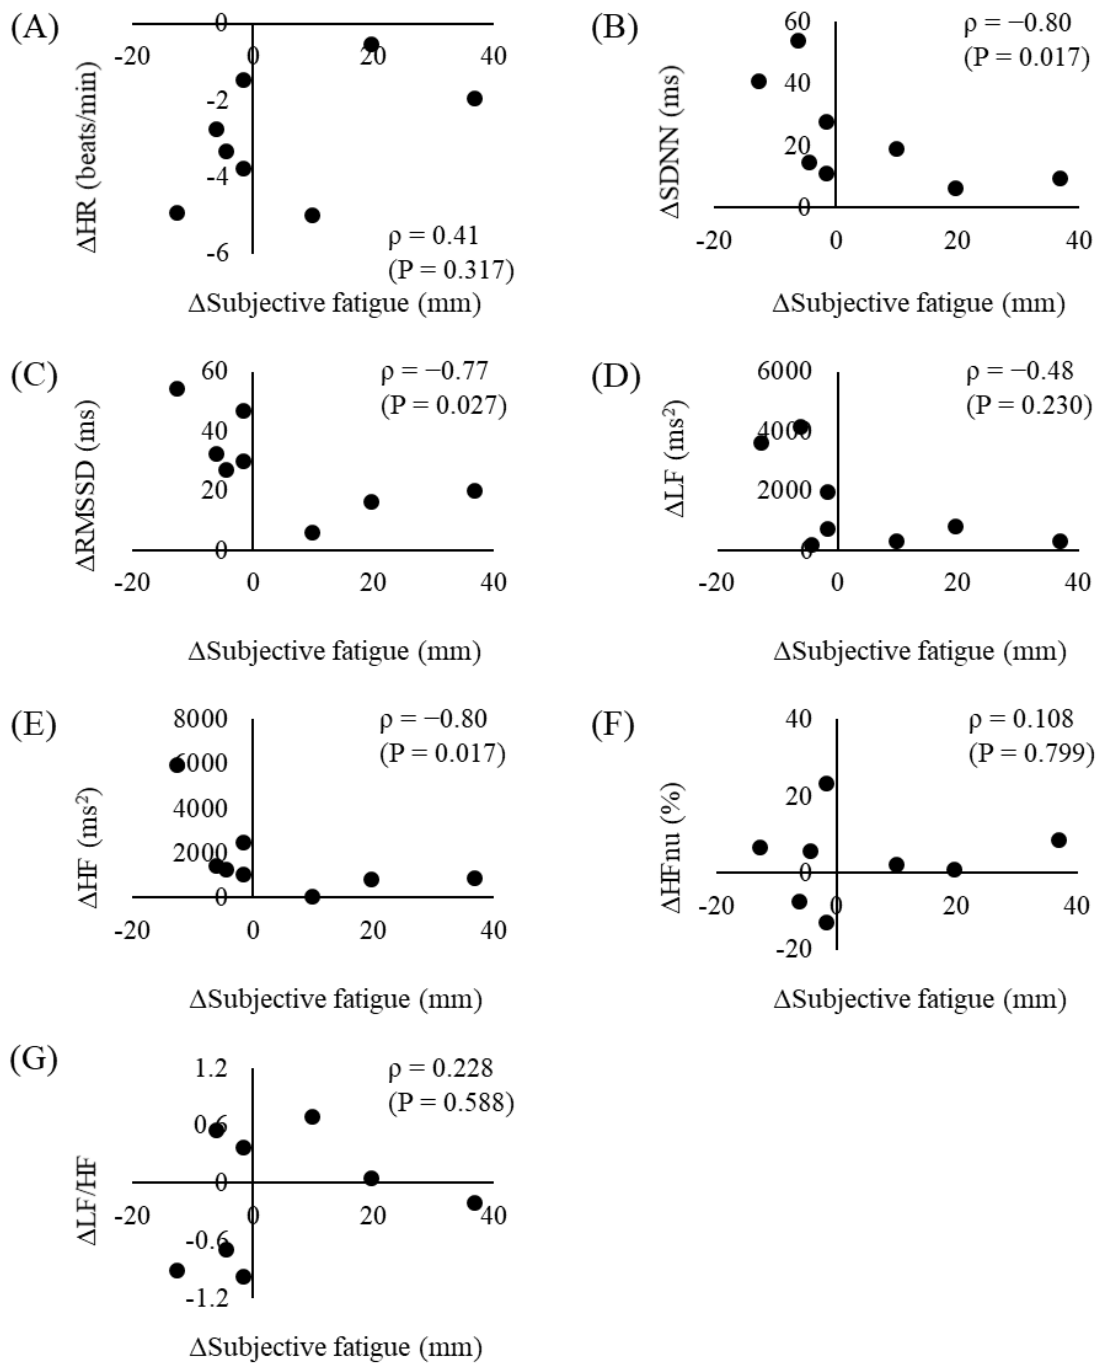 (A)
0
-20
0
20
40
-2
-4
-6
ΔHR (beats/min)
ρ = 0.41
(P = 0.317)
ΔSubjective fatigue (mm)
(B)
60
40
20
0
-20
0
20
40
ΔSDNN (ms)
ρ = −0.80
(P = 0.017)
ΔSubjective fatigue (mm)
(C)
60
40
20
0
-20
0
20
40
ΔRMSSD (ms)
ρ = −0.77
(P = 0.027)
ΔSubjective fatigue (mm)
(D)
6000
4000
2000
0
-20
0
20
40
ΔLF (ms²)
ρ = −0.48
(P = 0.230)
ΔSubjective fatigue (mm)
(E)
8000
6000
4000
2000
0
-20
0
20
40
ΔHF (ms²)
ρ = −0.80
(P = 0.017)
ΔSubjective fatigue (mm)
(F)
40
20
0
-20
0
20
40
-20
ΔHFnu (%)
ρ = 0.108
(P = 0.799)
ΔSubjective fatigue (mm)
(G)
1.2
0.6
0
-20
0
20
40
-0.6
-1.2
ΔLF/HF
ρ = 0.228
(P = 0.588)
ΔSubjective fatigue (mm)